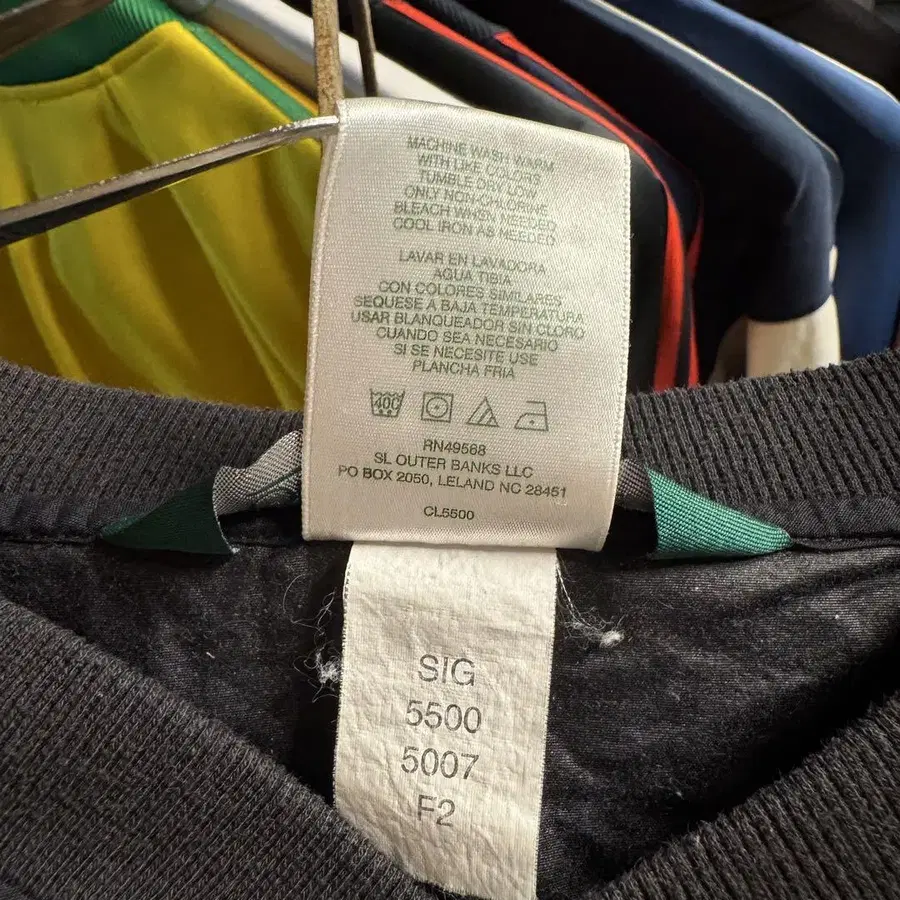 MACHINE WASH WARM
WITH LIKE COLORS
TUMBLE DRY LOW
ONLY NON-CHLORINE
BLEACH WHEN NEEDED
COOL IRON AS NEEDED
LAVAR EN LAVADORA
AGUA TIBIA
CON COLORES SIMILARES
SEQUESE A BAJA TEMPERATURA
USAR BLANQUEADOR SIN CLORO
CUANDO SEA NECESARIO
SI SE NECESITE USE
PLANCHA FRIA
40C
RN49568
SL OUTER BANKS LLC
PO BOX 2050, LELAND NC 28451
CL5500
SIG
5500
5007
F2